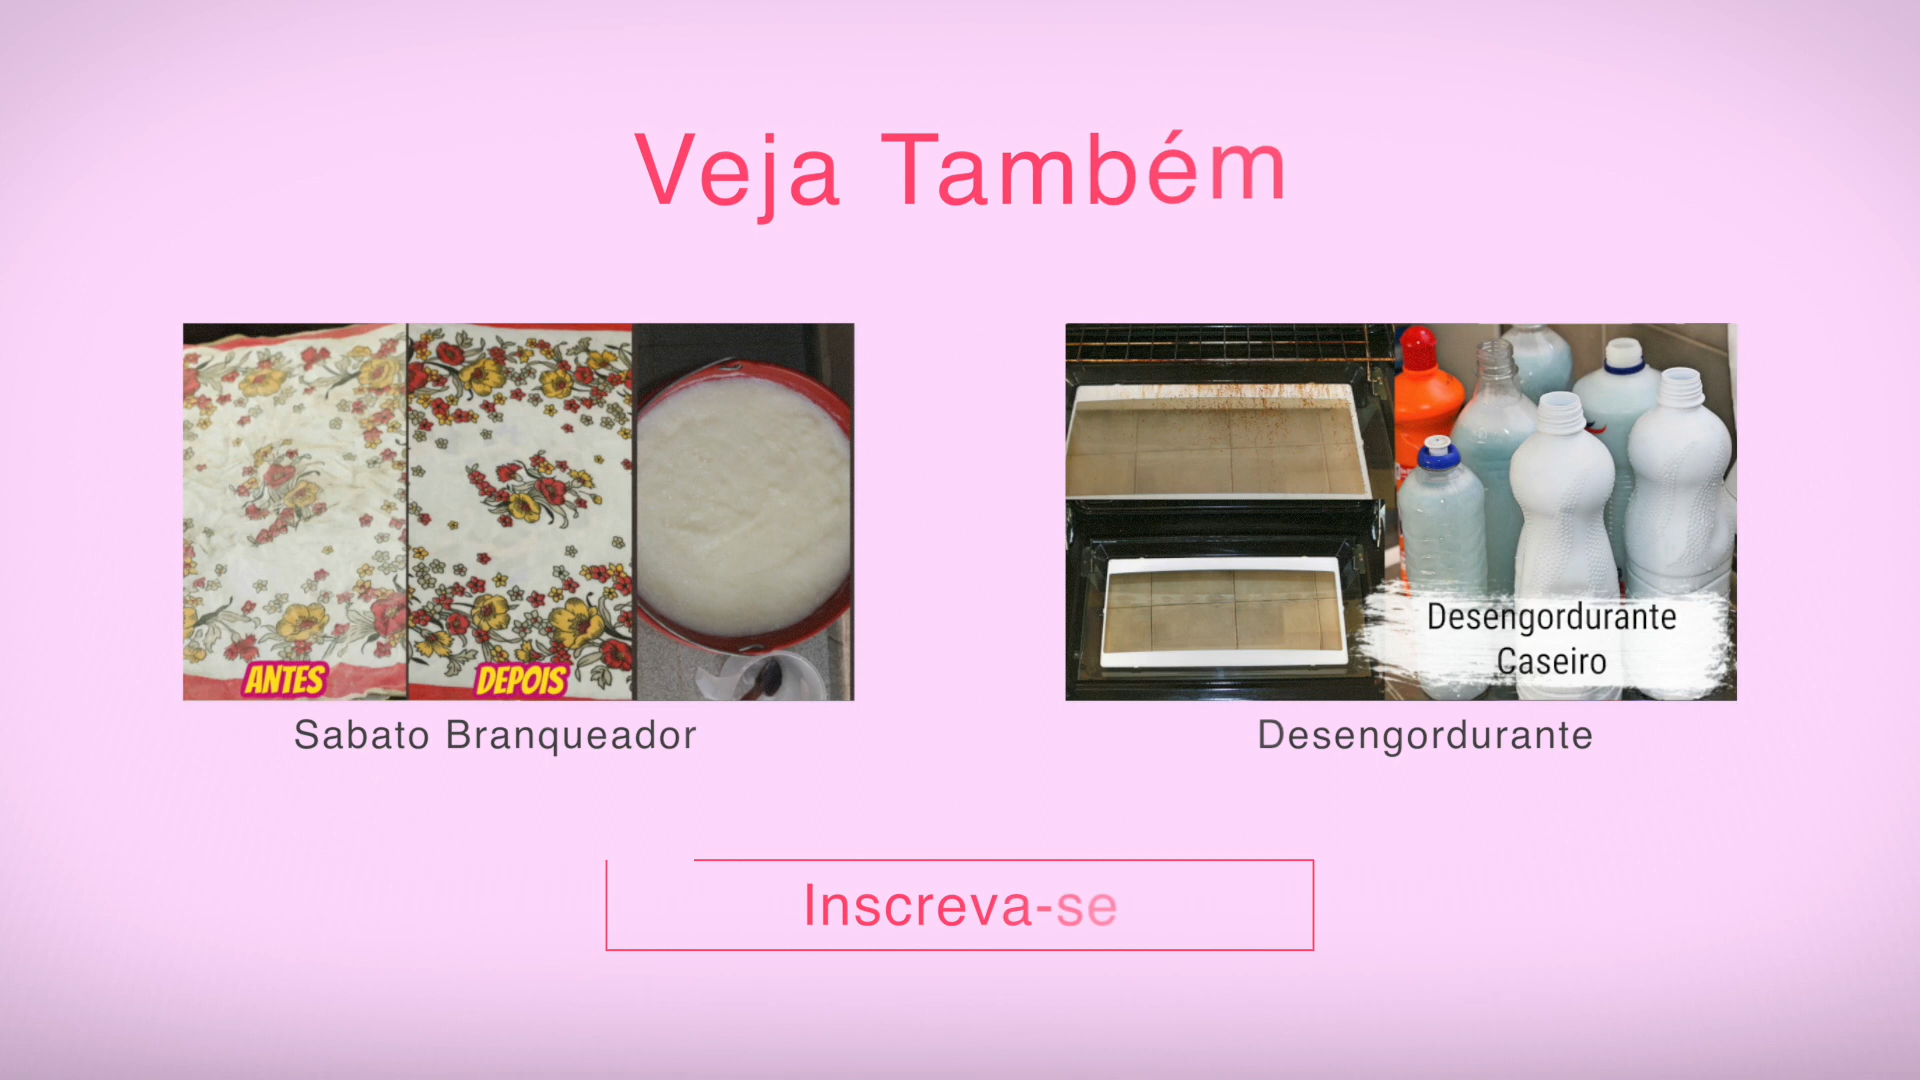 Veja Também
ANTES
DEPOIS
Desengordurante
Caseiro
Sabato Branqueador
Desengordurante
Inscreva-se